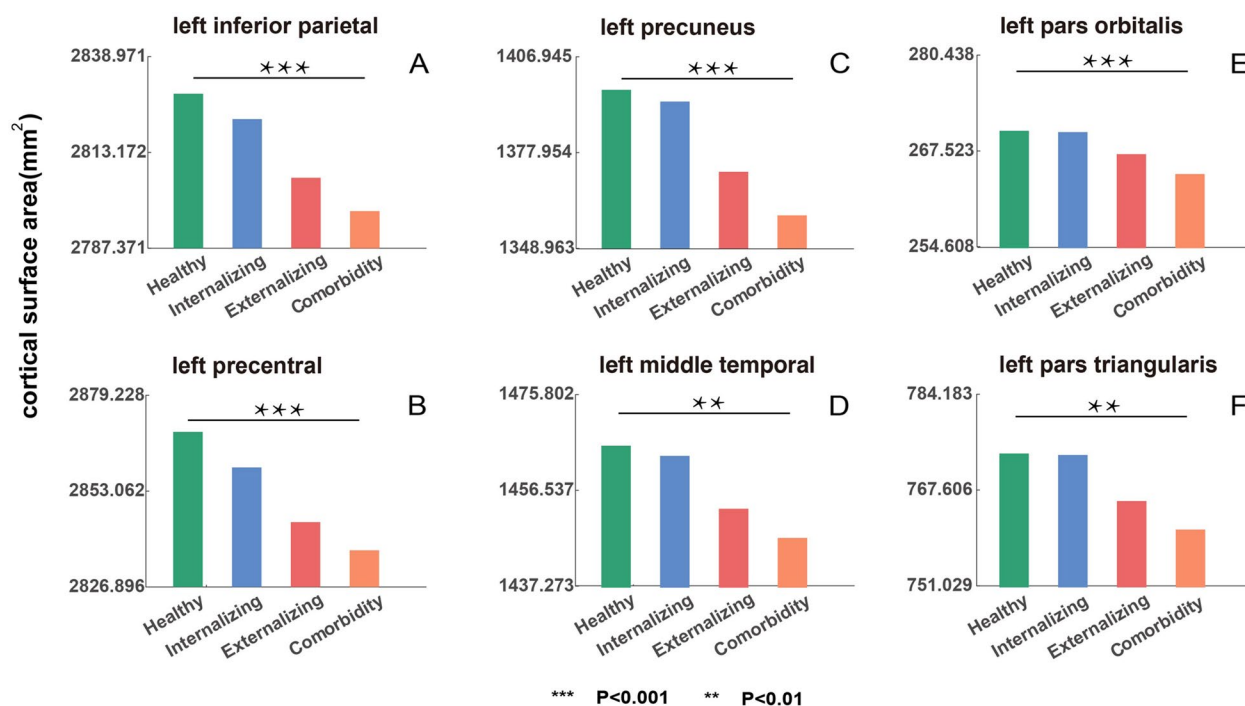 cortical surface area(mm2)
left inferior parietal
A
2838.971
2813.172
2787.371
***
Healthy
Internalizing
Externalizing
Comorbidity
left precuneus
C
1406.945
1377.954
1348.963
***
Healthy
Internalizing
Externalizing
Comorbidity
left pars orbitalis
E
280.438
267.523
254.608
***
Healthy
Internalizing
Externalizing
Comorbidity
left precentral
B
2879.228
2853.062
2826.896
***
Healthy
Internalizing
Externalizing
Comorbidity
left middle temporal
D
1475.802
1456.537
1437.273
**
Healthy
Internalizing
Externalizing
Comorbidity
left pars triangularis
F
784.183
767.606
751.029
**
Healthy
Internalizing
Externalizing
Comorbidity
*** P<0.001 ** P<0.01